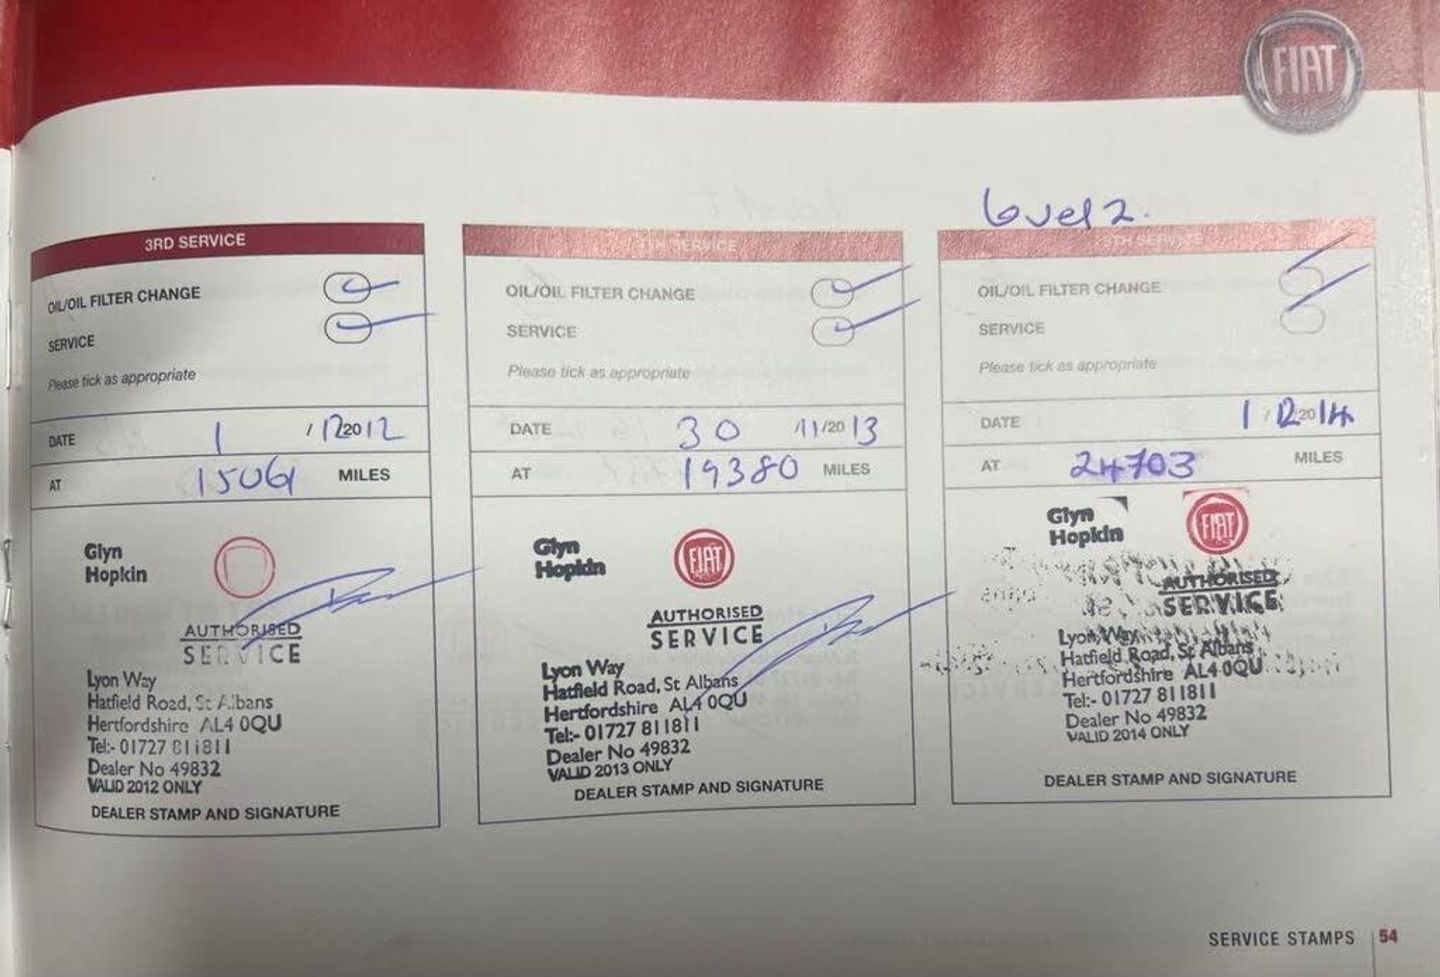 FIAT
Level 2.
3RD SERVICE
OIL/OIL FILTER CHANGE
SERVICE
Please tick as appropriate
DATE 1 / 12/20 12
AT 15061 MILES
Glyn
Hopkin
AUTHORISED
SERVICE
Lyon Way
Hatfield Road, St Albans
Hertfordshire AL4 0QU
Tel:- 01727 811811
Dealer No 49832
VALID 2012 ONLY
DEALER STAMP AND SIGNATURE
4TH SERVICE
OIL/OIL FILTER CHANGE
SERVICE
Please tick as appropriate
DATE 30 /11/20 13
AT 19380 MILES
Glyn
Hopkin
FIAT
AUTHORISED
SERVICE
Lyon Way
Hatfield Road, St Albans
Hertfordshire AL4 0QU
Tel:- 01727 811811
Dealer No 49832
VALID 2013 ONLY
DEALER STAMP AND SIGNATURE
5TH SERVICE
OIL/OIL FILTER CHANGE
SERVICE
Please tick as appropriate
DATE 1 / 12/20 14
AT 24703 MILES
Glyn
Hopkin
FIAT
AUTHORISED
SERVICE
Lyon Way
Hatfield Road, St Albans
Hertfordshire AL4 0QU
Tel:- 01727 811811
Dealer No 49832
VALID 2014 ONLY
DEALER STAMP AND SIGNATURE
SERVICE STAMPS 54